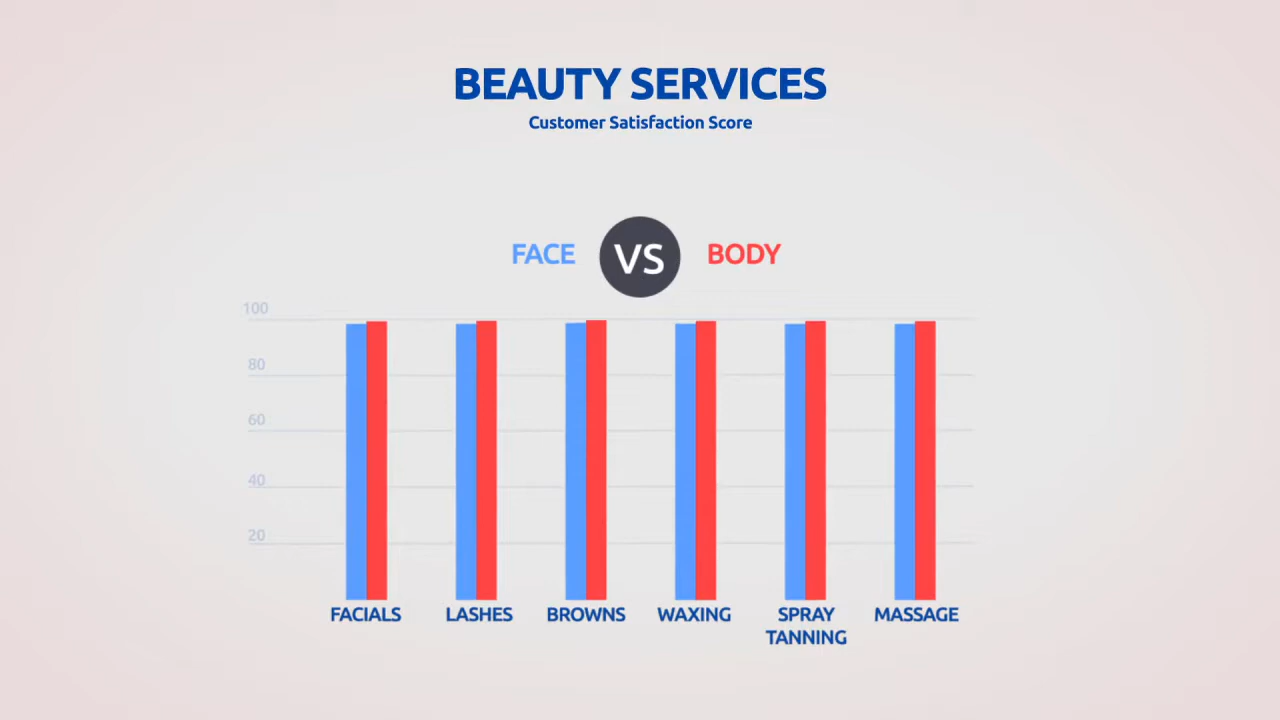 BEAUTY SERVICES
Customer Satisfaction Score
FACE VS BODY
100
80
60
40
20
FACIALS LASHES BROWNS WAXING SPRAY TANNING MASSAGE